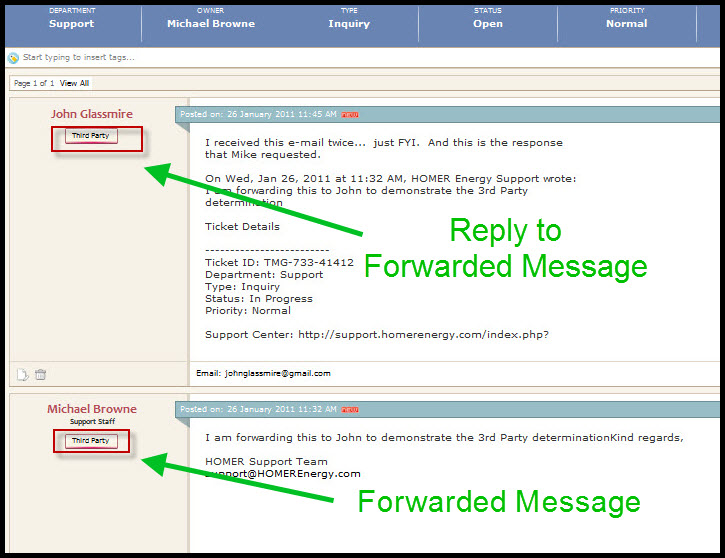 DEPARTMENT OWNER TYPE STATUS PRIORITY
Support Michael Browne Inquiry Open Normal
Start typing to insert tags...
Page 1 of 1 View All
John Glassmire
Third Party
Posted on: 26 January 2011 11:45 AM
I received this e-mail twice... just FYI. And this is the response
that Mike requested.
On Wed, Jan 26, 2011 at 11:32 AM, HOMER Energy Support wrote:
I am forwarding this to John to demonstrate the 3rd Party
determination
Ticket Details
-------------------------
Ticket ID: TMG-733-41412
Department: Support
Type: Inquiry
Status: In Progress
Priority: Normal
Support Center: http://support.homerenergy.com/index.php?
Reply to
Forwarded Message
Email: johnglassmire@gmail.com
Michael Browne
Support Staff
Third Party
Posted on: 26 January 2011 11:32 AM
I am forwarding this to John to demonstrate the 3rd Party determinationKind regards,
HOMER Support Team
support@HOMEREnergy.com
Forwarded Message